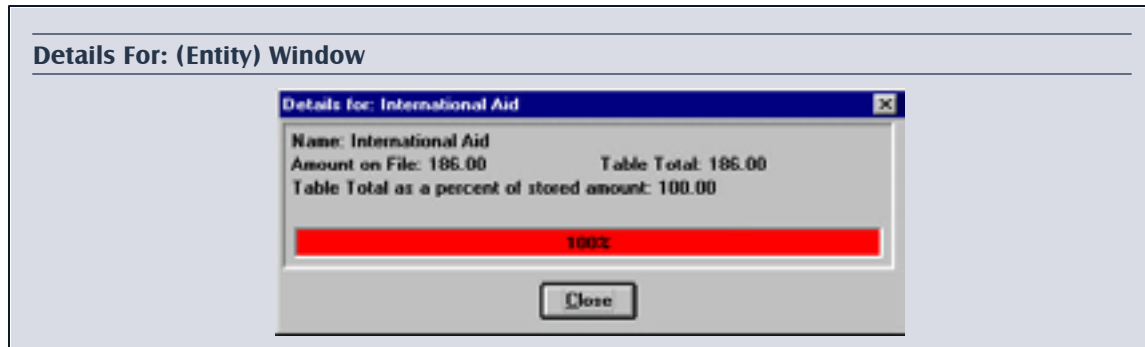 Details For: (Entity) Window
Details for: International Aid
Name: International Aid
Amount on File: 186.00 Table Total: 186.00
Table Total as a percent of stored amount: 100.00
100%
Close